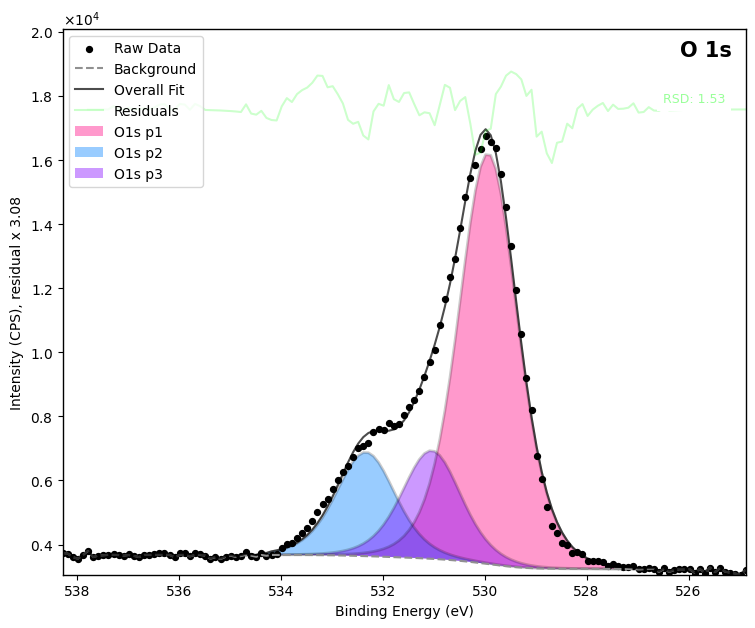 ×10⁴
2.0
1.8
1.6
1.4
1.2
1.0
0.8
0.6
0.4
Intensity (CPS), residual x 3.08
Raw Data
Background
Overall Fit
Residuals
O1s p1
O1s p2
O1s p3
O 1s
RSD: 1.53
538
536
534
532
530
528
526
Binding Energy (eV)